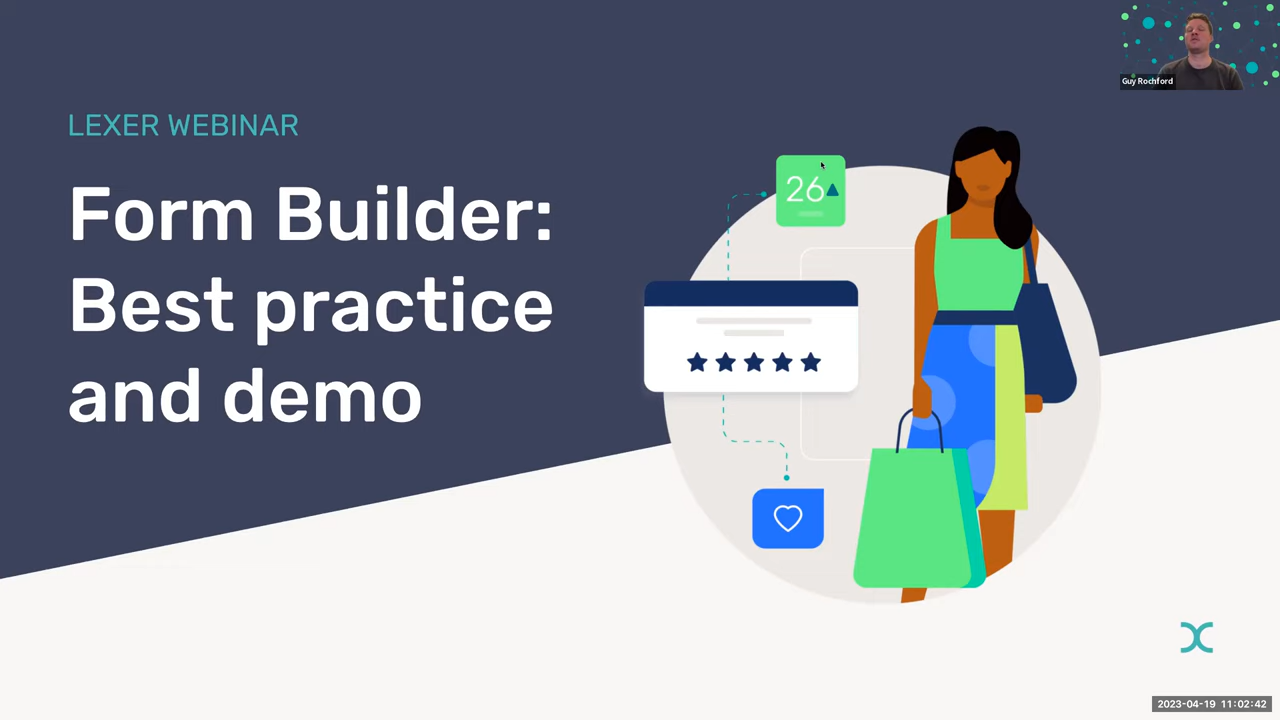 Guy Rochford
LEXER WEBINAR
Form Builder:
Best practice
and demo
26
2023-04-19 11:02:42